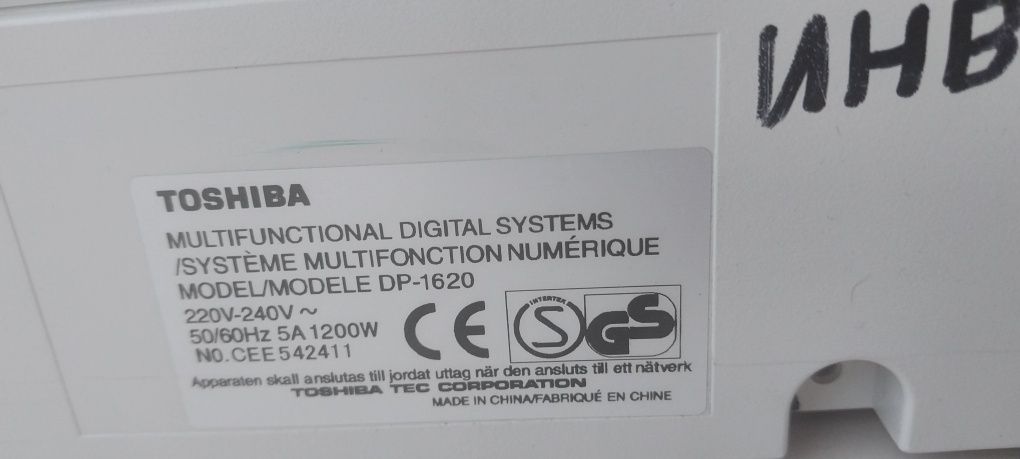 ИНВ
TOSHIBA
MULTIFUNCTIONAL DIGITAL SYSTEMS
/SYSTÈME MULTIFONCTION NUMÉRIQUE
MODEL/MODELE DP-1620
220V-240V ~
50/60Hz 5A 1200W
NO. CEE542411
CE
INTERTEK
S
GS
Apparaten skall anslutas till jordat uttag när den ansluts till ett nätverk
TOSHIBA TEC CORPORATION
MADE IN CHINA/FABRIQUÉ EN CHINE